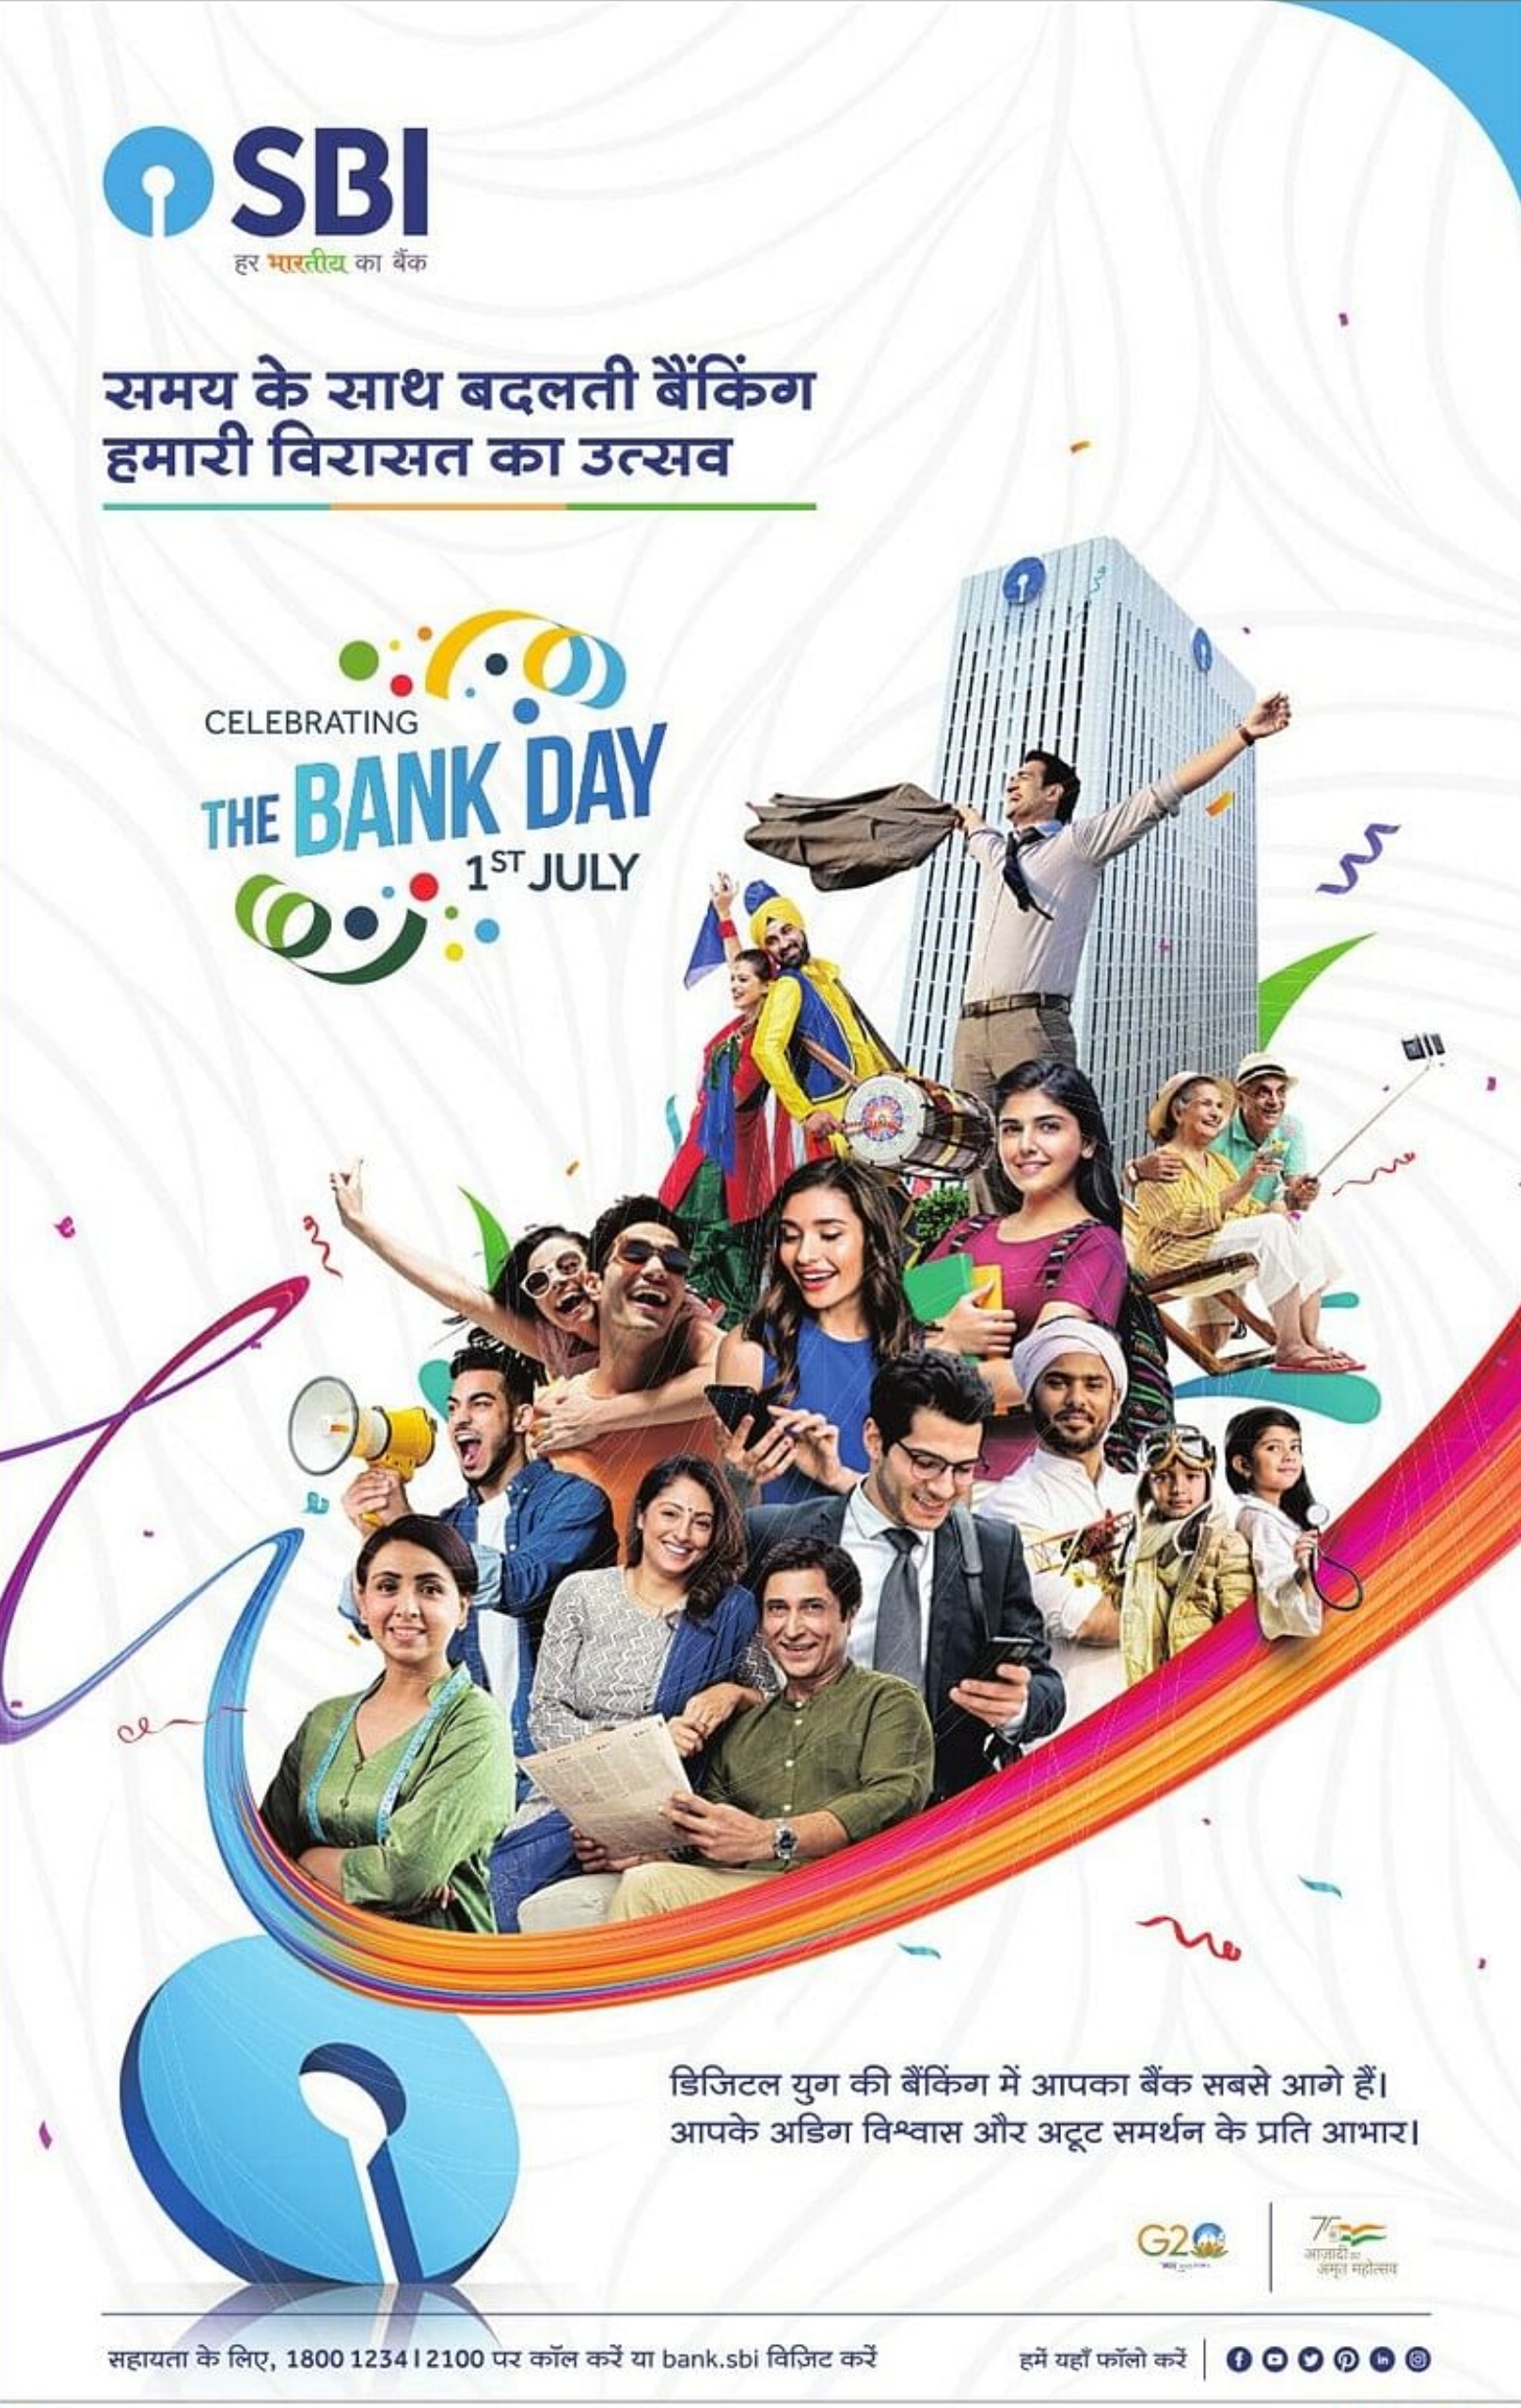 SBI
हर भारतीय का बैंक
समय के साथ बदलती बैंकिंग
हमारी विरासत का उत्सव
CELEBRATING
THE BANK DAY
1ST JULY
डिजिटल युग की बैंकिंग में आपका बैंक सबसे आगे हैं।
आपके अडिग विश्वास और अटूट समर्थन के प्रति आभार।
G20
75
आज़ादी का
अमृत महोत्सव
सहायता के लिए, 1800 1234 | 2100 पर कॉल करें या bank.sbi विज़िट करें
हमें यहाँ फॉलो करें